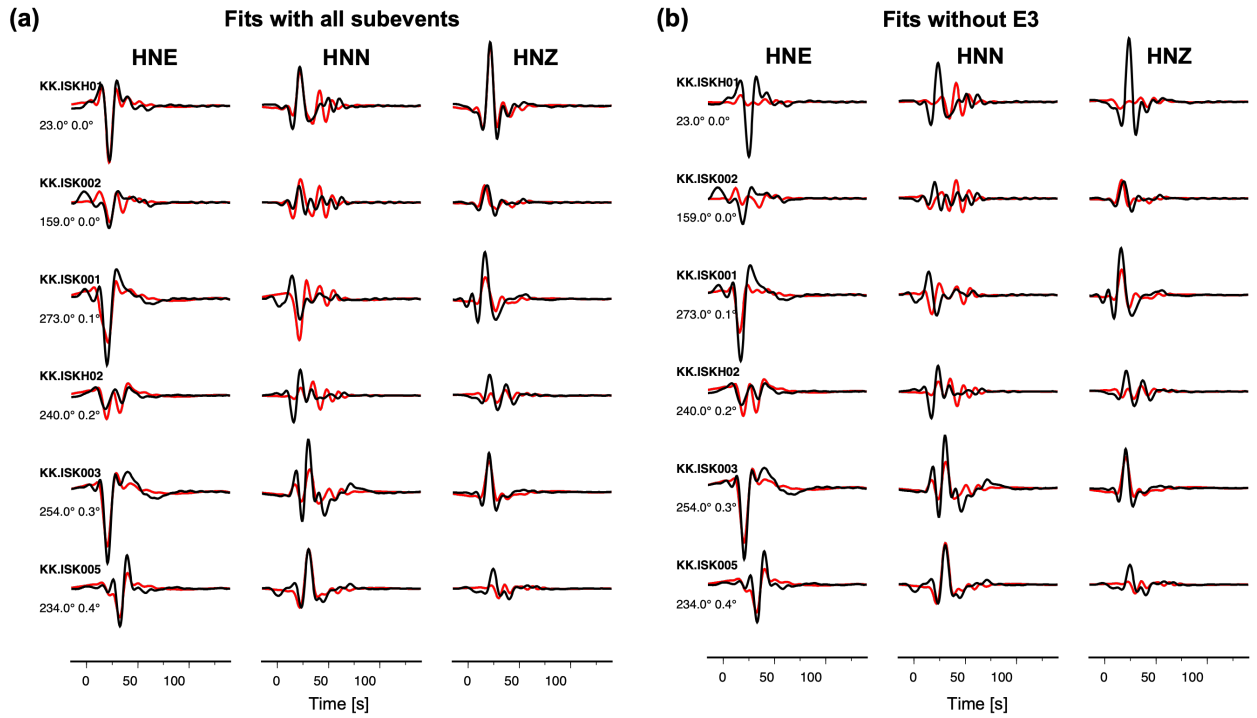 (a) Fits with all subevents
HNE HNN HNZ
KK.ISKH01
23.0° 0.0°
KK.ISK002
159.0° 0.0°
KK.ISK001
273.0° 0.1°
KK.ISKH02
240.0° 0.2°
KK.ISK003
254.0° 0.3°
KK.ISK005
234.0° 0.4°
0 50 100 0 50 100 0 50 100
Time [s]
(b) Fits without E3
HNE HNN HNZ
KK.ISKH01
23.0° 0.0°
KK.ISK002
159.0° 0.0°
KK.ISK001
273.0° 0.1°
KK.ISKH02
240.0° 0.2°
KK.ISK003
254.0° 0.3°
KK.ISK005
234.0° 0.4°
0 50 100 0 50 100 0 50 100
Time [s]